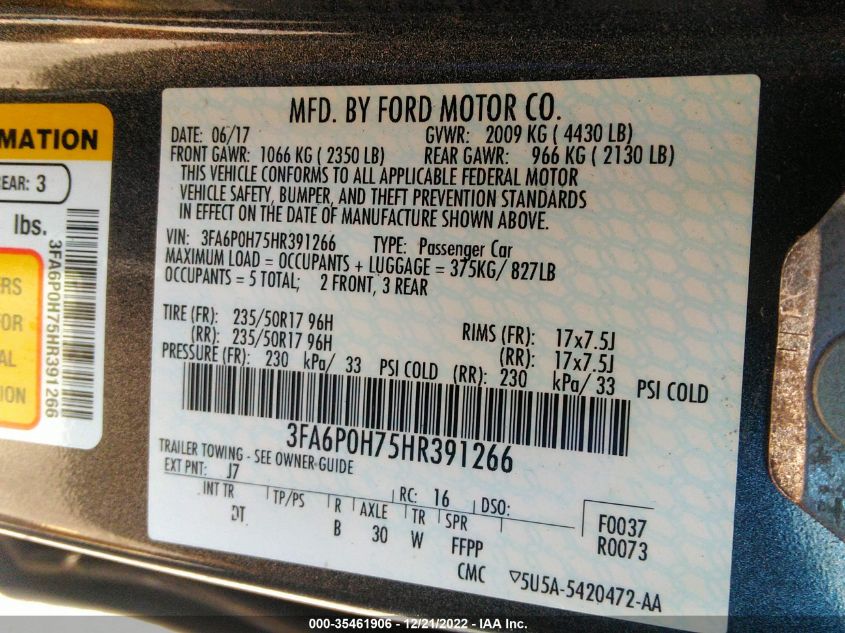 MATION
REAR: 3
lbs.
3FA6P0H75HR391266
ERS
FOR
AL
ION
MFD. BY FORD MOTOR CO.
DATE: 06/17 GVWR: 2009 KG ( 4430 LB)
FRONT GAWR: 1066 KG ( 2350 LB) REAR GAWR: 966 KG ( 2130 LB)
THIS VEHICLE CONFORMS TO ALL APPLICABLE FEDERAL MOTOR
VEHICLE SAFETY, BUMPER, AND THEFT PREVENTION STANDARDS
IN EFFECT ON THE DATE OF MANUFACTURE SHOWN ABOVE.
VIN: 3FA6P0H75HR391266 TYPE: Passenger Car
MAXIMUM LOAD = OCCUPANTS + LUGGAGE = 375KG/ 827LB
OCCUPANTS = 5 TOTAL; 2 FRONT, 3 REAR
TIRE (FR): 235/50R17 96H RIMS (FR): 17x7.5J
(RR): 235/50R17 96H (RR): 17x7.5J
PRESSURE (FR): 230 kPa/ 33 PSI COLD (RR): 230 kPa/ 33 PSI COLD
3FA6P0H75HR391266
TRAILER TOWING - SEE OWNER GUIDE
EXT PNT: J7 RC: 16 DSO: F0037
INT TR TP/PS R AXLE TR SPR R0073
DT B 30 W FFPP
CMC ▽5U5A-5420472-AA
000-35461906 - 12/21/2022 - IAA Inc.